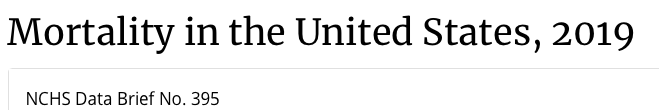 Mortality in the United States, 2019
NCHS Data Brief No. 395